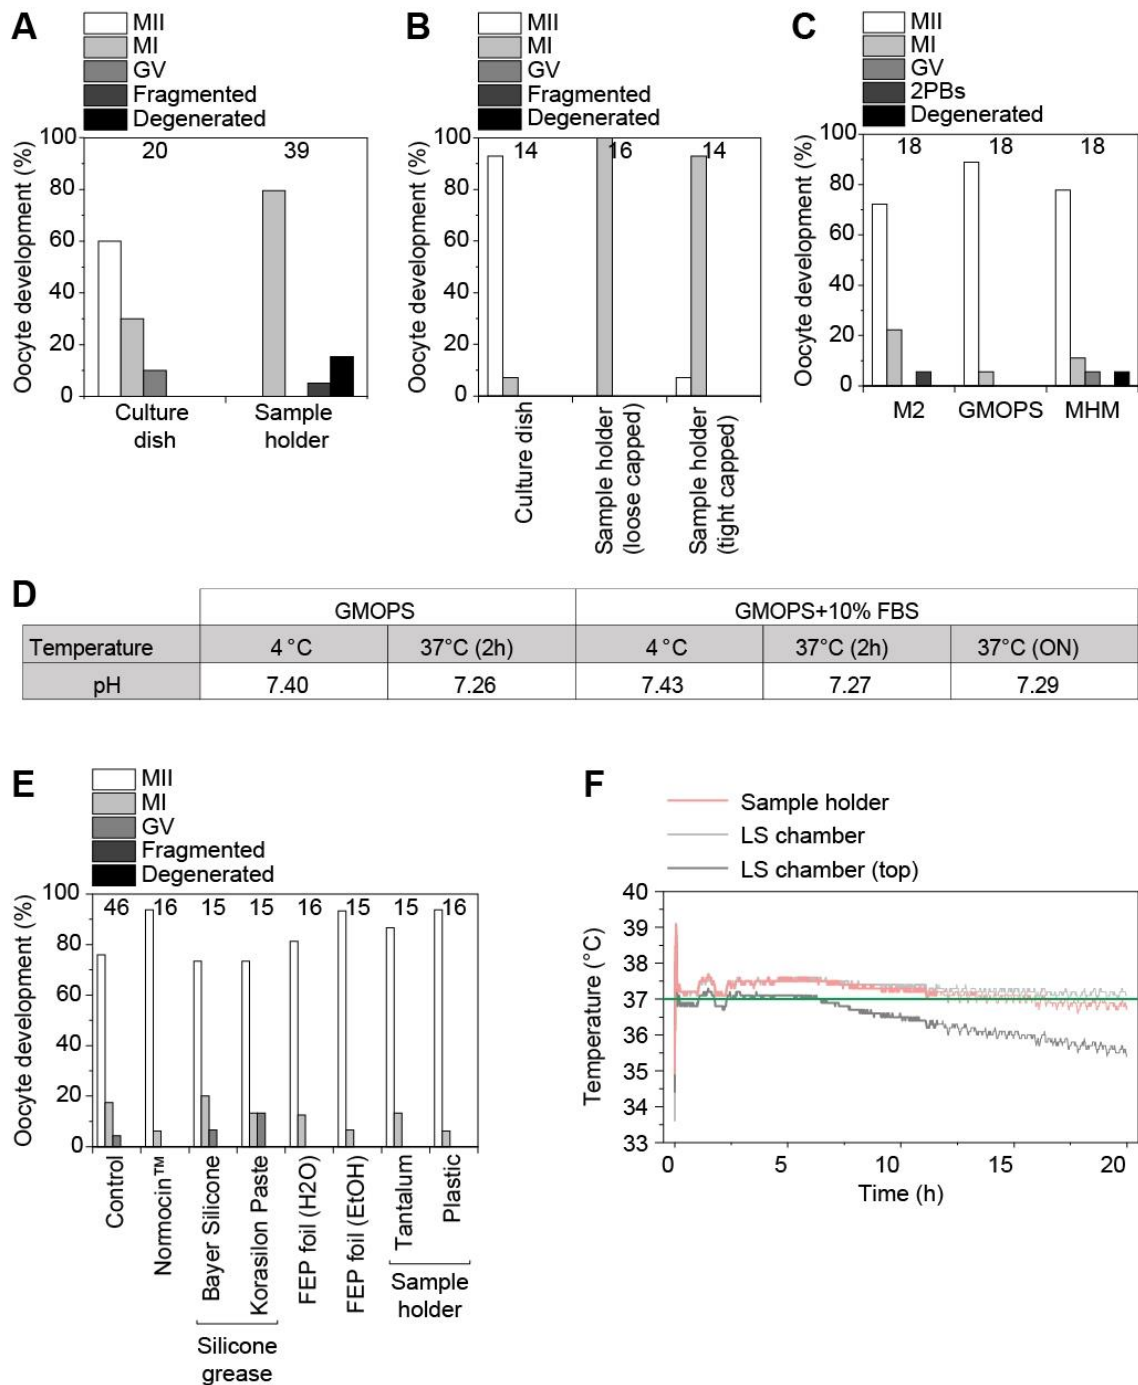 A
MII
MI
GV
Fragmented
Degenerated
Oocyte development (%)
100
80
60
40
20
0
20
39
Culture
dish
Sample
holder
B
MII
MI
GV
Fragmented
Degenerated
Oocyte development (%)
100
80
60
40
20
0
14
16
14
Culture dish
Sample holder
(loose capped)
Sample holder
(tight capped)
C
MII
MI
GV
2PBs
Degenerated
Oocyte development (%)
100
80
60
40
20
0
18
18
18
M2
GMOPS
MHM
D
GMOPS
GMOPS+10% FBS
Temperature
4 °C
37°C (2h)
4 °C
37°C (2h)
37°C (ON)
pH
7.40
7.26
7.43
7.27
7.29
E
MII
MI
GV
Fragmented
Degenerated
Oocyte development (%)
100
80
60
40
20
0
46
16
15
15
16
15
15
16
Control
Normocin™
Bayer Silicone
Korasilon Paste
FEP foil (H2O)
FEP foil (EtOH)
Tantalum
Plastic
Silicone
grease
Sample
holder
F
Sample holder
LS chamber
LS chamber (top)
Temperature (°C)
40
39
38
37
36
35
34
33
0
5
10
15
20
Time (h)